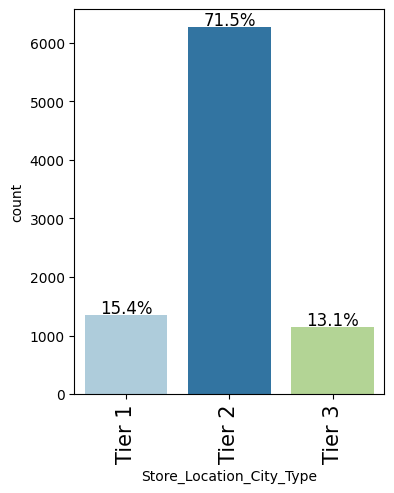 71.5%
15.4%
13.1%
6000
5000
4000
3000
2000
1000
0
count
Tier 1
Tier 2
Tier 3
Store_Location_City_Type